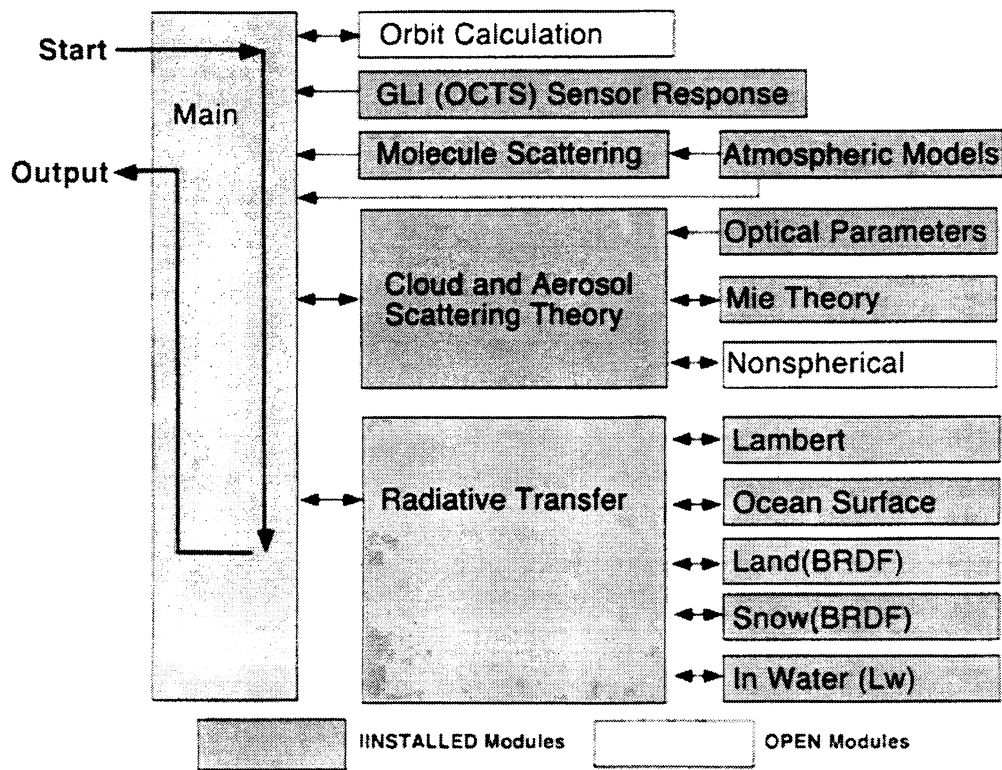 Start
Main
Output
Orbit Calculation
GLI (OCTS) Sensor Response
Molecule Scattering
Atmospheric Models
Cloud and Aerosol
Scattering Theory
Optical Parameters
Mie Theory
Nonspherical
Radiative Transfer
Lambert
Ocean Surface
Land(BRDF)
Snow(BRDF)
In Water (Lw)
IINSTALLED Modules
OPEN Modules